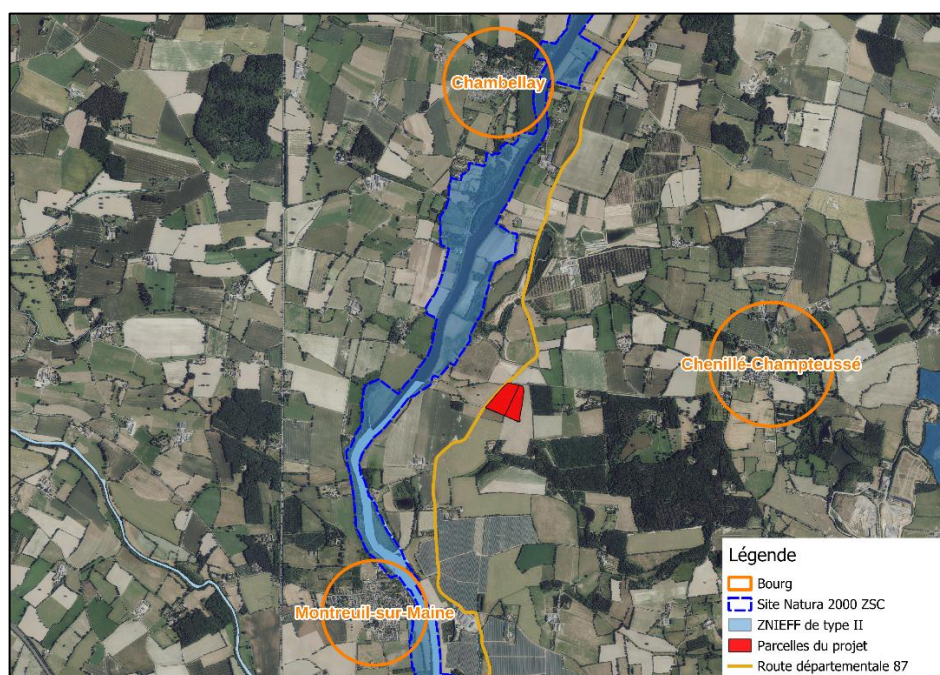 Chambellay
Chenillé-Champteussé
Montreuil-sur-Maine
Légende
Bourg
Site Natura 2000 ZSC
ZNIEFF de type II
Parcelles du projet
Route départementale 87